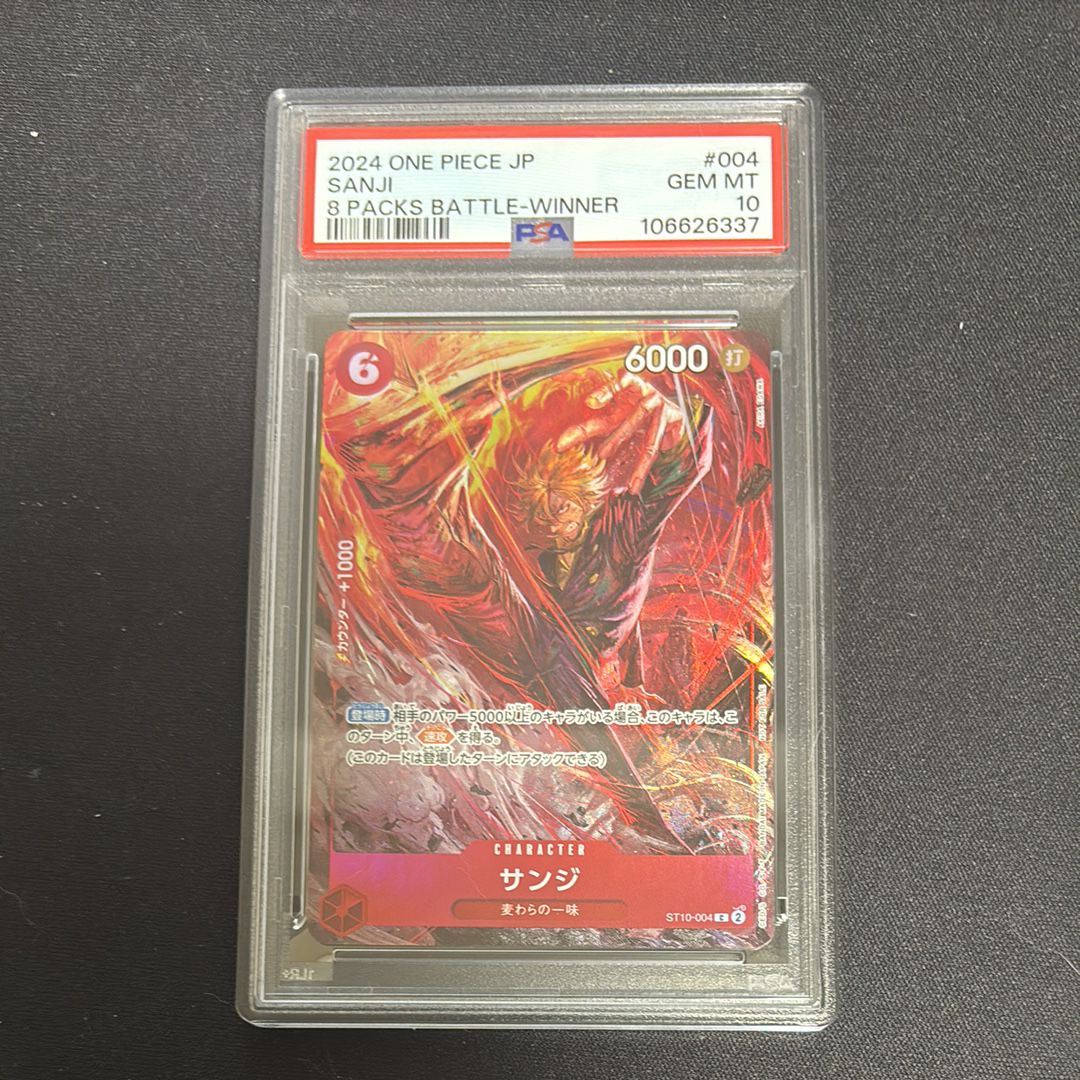 2024 ONE PIECE JP #004
SANJI GEM MT
8 PACKS BATTLE-WINNER 10
PSA 106626337
6 6000 打
カウンター +1000
登場時 相手のパワー5000以上のキャラがいる場合、このキャラは、こ
のターン中、速攻 を得る。
(このカードは登場したターンにアタックできる)
NOT FOR SALE
CHARACTER
サンジ
麦わらの一味
ST10-004 C 2